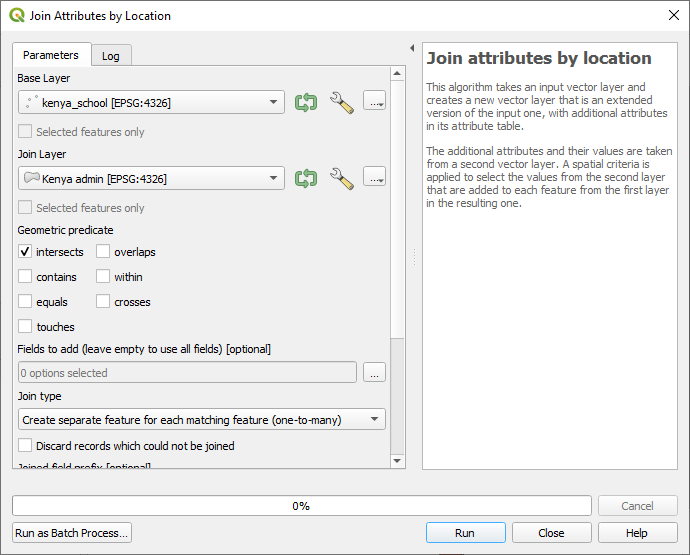 Join Attributes by Location
Parameters
Log
Base Layer
kenya_school [EPSG:4326]
...
Selected features only
Join Layer
Kenya admin [EPSG:4326]
...
Selected features only
Geometric predicate
intersects
overlaps
contains
within
equals
crosses
touches
Fields to add (leave empty to use all fields) [optional]
0 options selected
...
Join type
Create separate feature for each matching feature (one-to-many)
Discard records which could not be joined
Joined field prefix [optional]
Join attributes by location
This algorithm takes an input vector layer and
creates a new vector layer that is an extended
version of the input one, with additional attributes
in its attribute table.
The additional attributes and their values are taken
from a second vector layer. A spatial criteria is
applied to select the values from the second layer
that are added to each feature from the first layer
in the resulting one.
0%
Cancel
Run as Batch Process...
Run
Close
Help